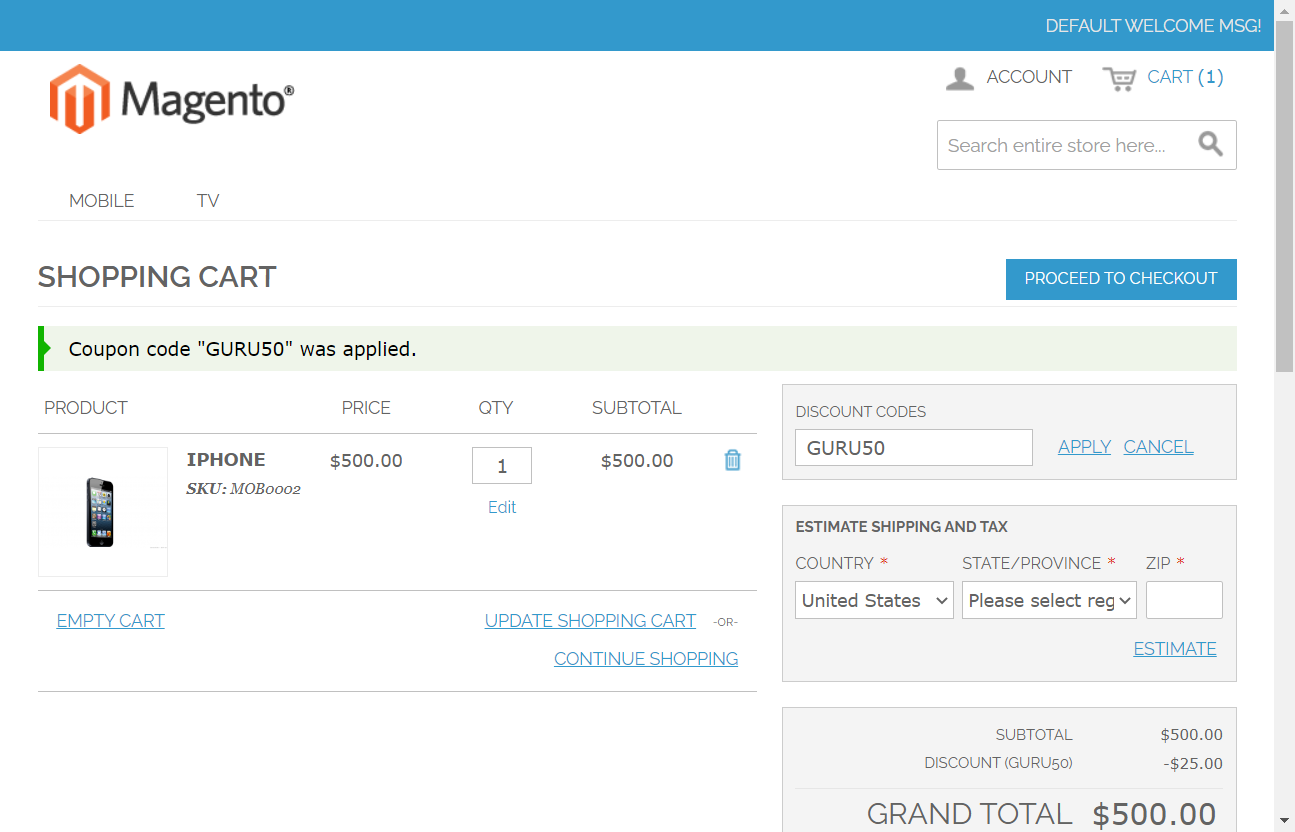 DEFAULT WELCOME MSG!
Magento®
ACCOUNT
CART (1)
Search entire store here...
MOBILE
TV
SHOPPING CART
PROCEED TO CHECKOUT
Coupon code "GURU50" was applied.
PRODUCT PRICE QTY SUBTOTAL
IPHONE $500.00 1 $500.00
SKU: MOB0002
Edit
EMPTY CART
UPDATE SHOPPING CART -OR-
CONTINUE SHOPPING
DISCOUNT CODES
GURU50 APPLY CANCEL
ESTIMATE SHIPPING AND TAX
COUNTRY * STATE/PROVINCE * ZIP *
United States Please select reg
ESTIMATE
SUBTOTAL $500.00
DISCOUNT (GURU50) -$25.00
GRAND TOTAL $500.00